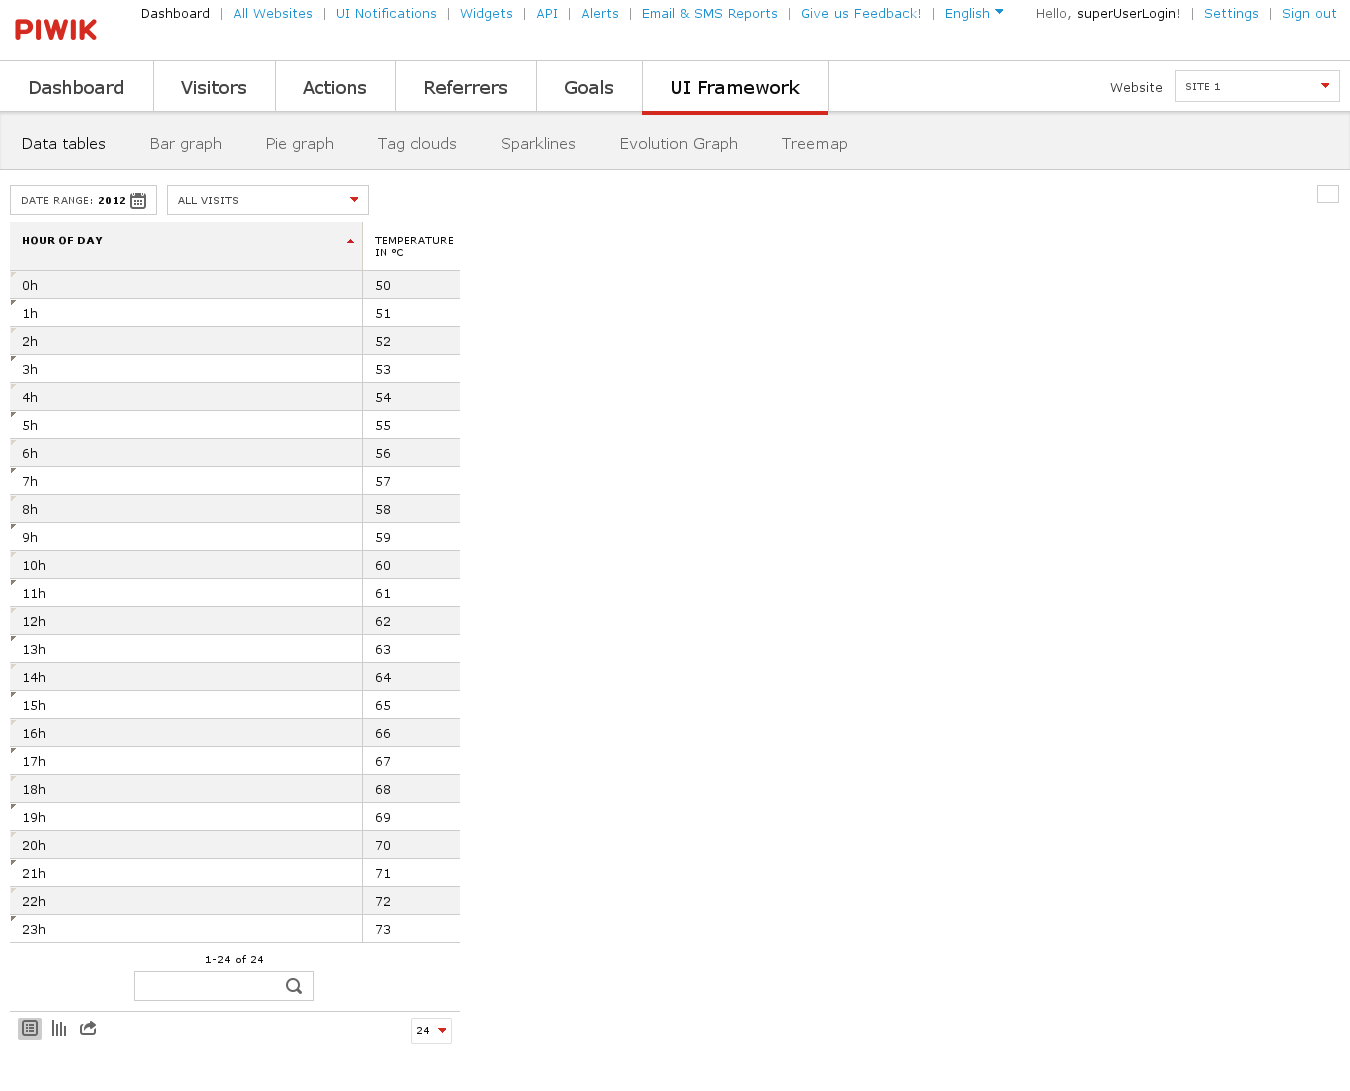 PIWIK
Dashboard | All Websites | UI Notifications | Widgets | API | Alerts | Email & SMS Reports | Give us Feedback! | English Hello, superUserLogin! | Settings | Sign out
Dashboard Visitors Actions Referrers Goals UI Framework Website SITE 1
Data tables Bar graph Pie graph Tag clouds Sparklines Evolution Graph Treemap
DATE RANGE: 2012 ALL VISITS
HOUR OF DAY TEMPERATURE
IN °C
0h 50
1h 51
2h 52
3h 53
4h 54
5h 55
6h 56
7h 57
8h 58
9h 59
10h 60
11h 61
12h 62
13h 63
14h 64
15h 65
16h 66
17h 67
18h 68
19h 69
20h 70
21h 71
22h 72
23h 73
1-24 of 24
24